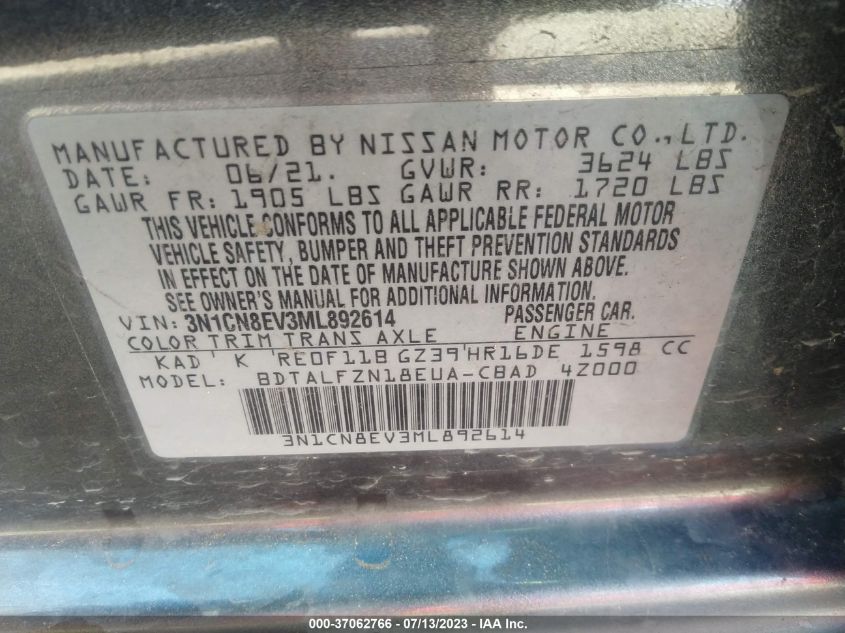 MANUFACTURED BY NISSAN MOTOR CO., LTD.
DATE: 06/21. GVWR: 3624 LBS
GAWR FR: 1905 LBS GAWR RR: 1720 LBS
THIS VEHICLE CONFORMS TO ALL APPLICABLE FEDERAL MOTOR
VEHICLE SAFETY, BUMPER AND THEFT PREVENTION STANDARDS
IN EFFECT ON THE DATE OF MANUFACTURE SHOWN ABOVE.
SEE OWNER'S MANUAL FOR ADDITIONAL INFORMATION.
VIN: 3N1CN8EV3ML892614 PASSENGER CAR.
COLOR TRIM TRANS AXLE ENGINE
KAD K RE0F11B GZ39 HR16DE 1598 CC
MODEL: BDTALFZN18EUA-CBAD 4Z000
3N1CN8EV3ML892614
000-37062766 - 07/13/2023 - IAA Inc.